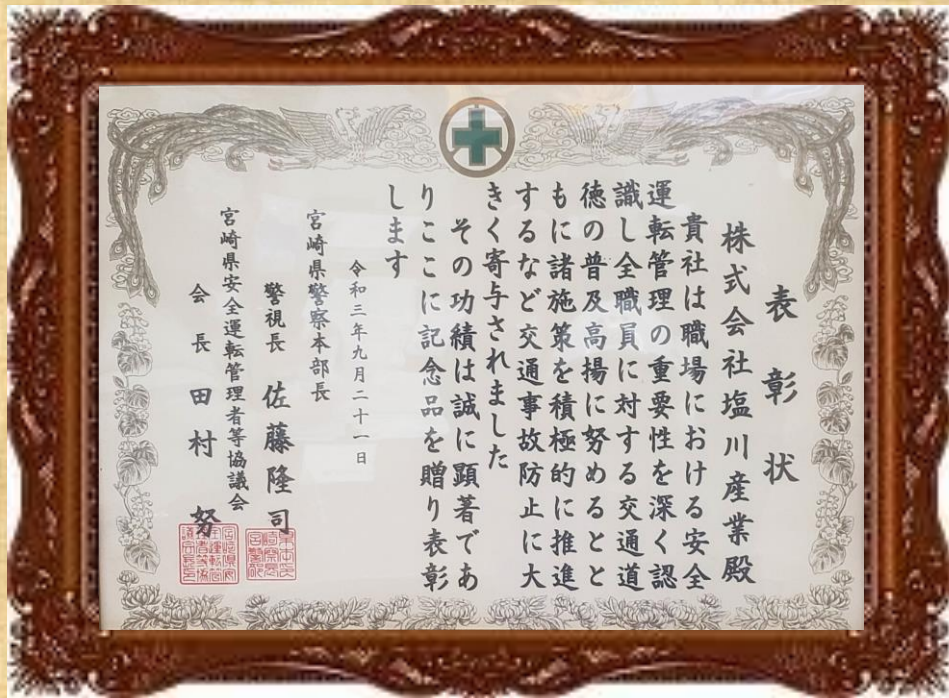 表彰状
株式会社塩川産業殿
貴社は職場における安全
運転管理の重要性を深く認
識し全職員に対する交通道
徳の普及高揚に努めるとと
もに諸施策を積極的に推進
するなど交通事故防止に大
きく寄与されました
その功績は誠に顕著であ
りここに記念品を贈り表彰
します
令和三年九月二十一日
宮崎県警察本部長
警視長 佐藤隆司
宮崎県安全運転管理者等協議会
会長 田村努